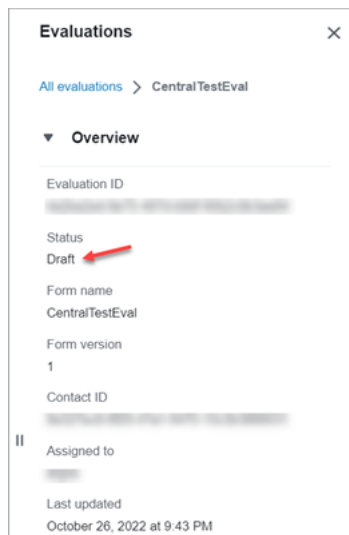 Evaluations
All evaluations > CentralTestEval
Overview
Evaluation ID
Status
Draft
Form name
CentralTestEval
Form version
1
Contact ID
Assigned to
Last updated
October 26, 2022 at 9:43 PM